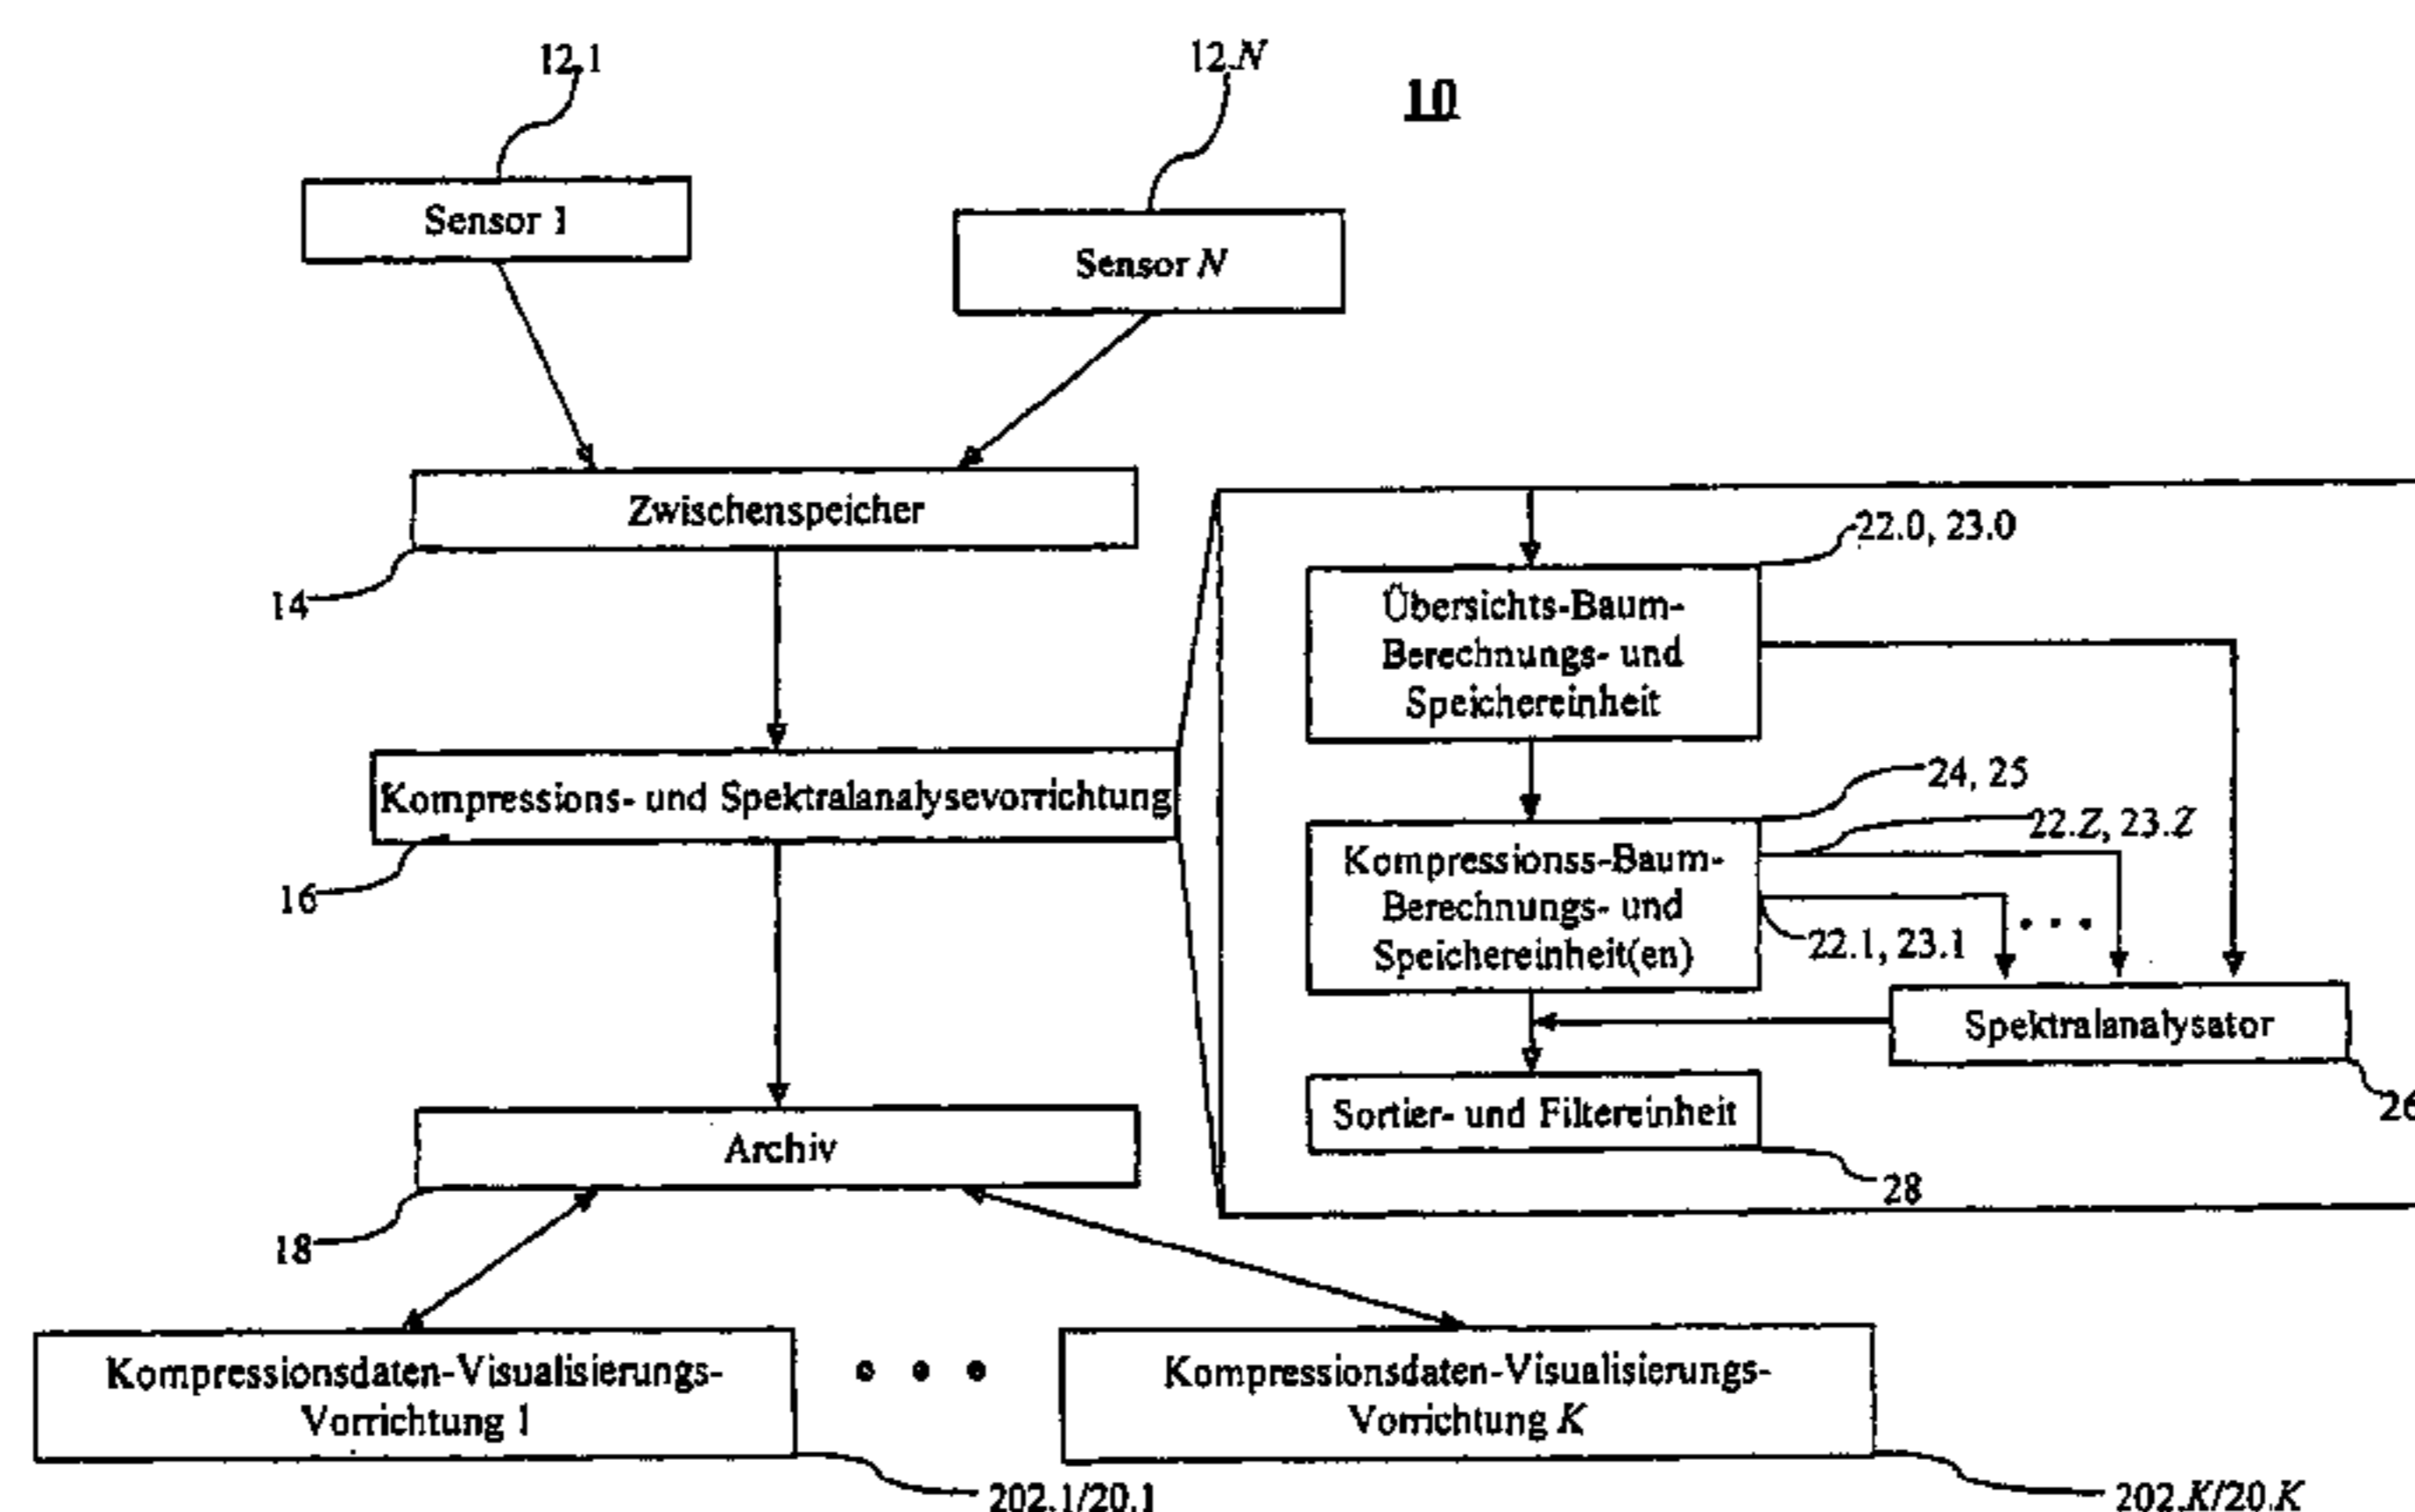 12.1
12.N
10
Sensor 1
Sensor N
Zwischenspeicher
14
22.0, 23.0
Übersichts-Baum-
Berechnungs- und
Speichereinheit
Kompressions- und Spektralanalysevorrichtung
16
24, 25
22.Z, 23.Z
Kompressionss-Baum-
Berechnungs- und
Speichereinheit(en)
22.1, 23.1
Spektralanalysator
26
Sortier- und Filtereinheit
28
Archiv
18
Kompressionsdaten-Visualisierungs-
Vorrichtung 1
Kompressionsdaten-Visualisierungs-
Vorrichtung K
202.1/20.1
202.K/20.K